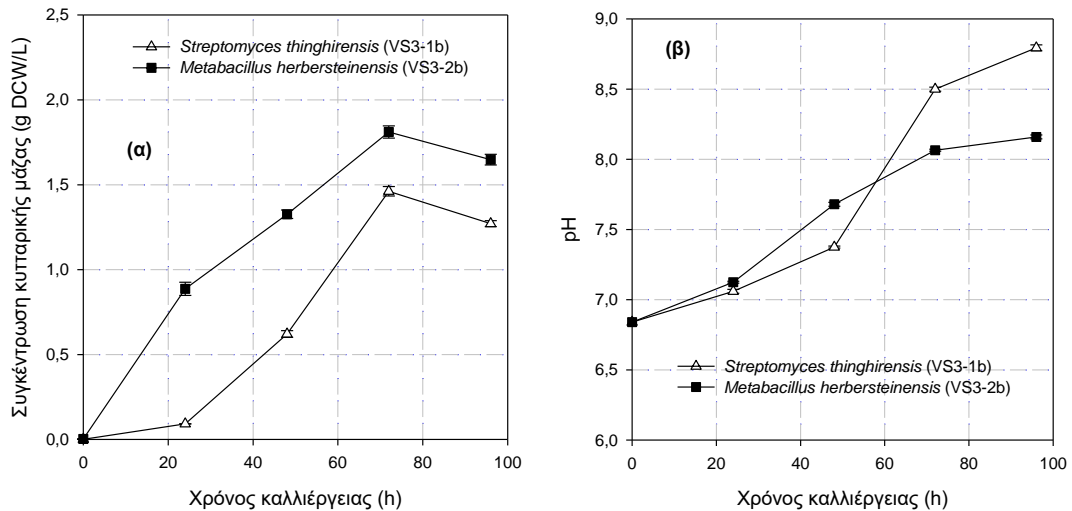 Συγκέντρωση κυτταρικής μάζας (g DCW/L)
2,5
2,0
1,5
1,0
0,5
0,0
Streptomyces thinghirensis (VS3-1b)
Metabacillus herbersteinensis (VS3-2b)
(α)
0 20 40 60 80 100
Χρόνος καλλιέργειας (h)
pH
9,0
8,5
8,0
7,5
7,0
6,5
6,0
(β)
Streptomyces thinghirensis (VS3-1b)
Metabacillus herbersteinensis (VS3-2b)
0 20 40 60 80 100
Χρόνος καλλιέργειας (h)